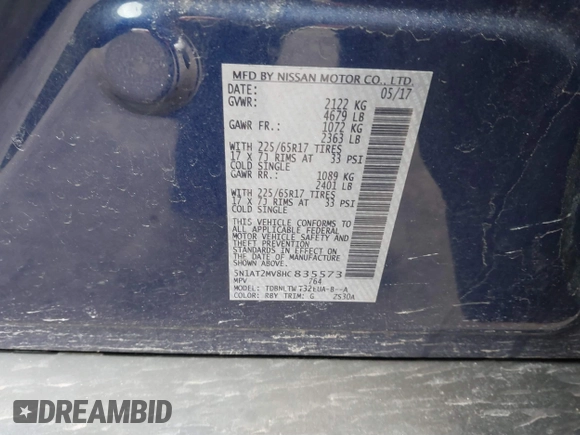 MFD BY NISSAN MOTOR CO., LTD.
DATE: 05/17
GVWR: 2122 KG
4679 LB
GAWR FR.: 1072 KG
2363 LB
WITH 225/65R17 TIRES
17 X 7J RIMS AT 33 PSI
COLD SINGLE
GAWR RR.: 1089 KG
2401 LB
WITH 225/65R17 TIRES
17 X 7J RIMS AT 33 PSI
COLD SINGLE
THIS VEHICLE CONFORMS TO
ALL APPLICABLE FEDERAL
MOTOR VEHICLE SAFETY AND
THEFT PREVENTION
STANDARDS IN EFFECT ON
THE DATE OF MANUFACTURE
SHOWN ABOVE.
5N1AT2MV8HC835573
MPV 764
MODEL:
COLOR: RBY TRIM: G 2S30A
DREAMBID